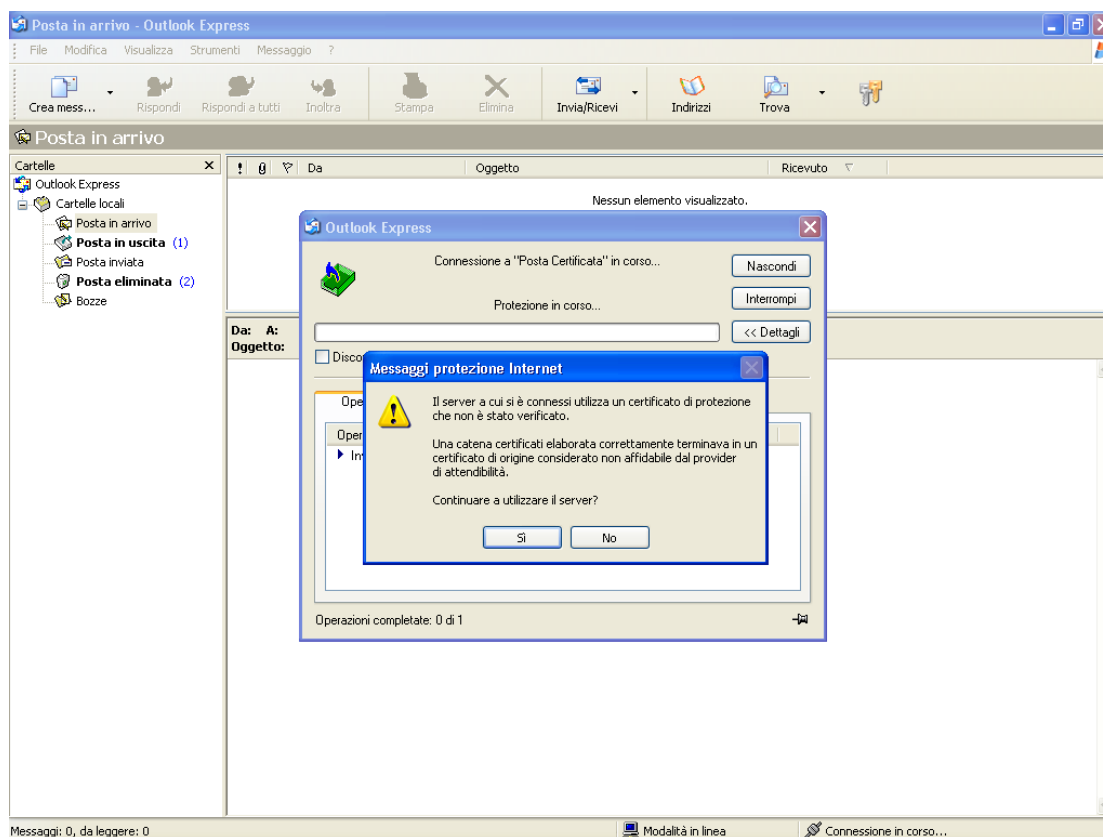 Posta in arrivo - Outlook Express
File Modifica Visualizza Strumenti Messaggio ?
Crea mess... Rispondi Rispondi a tutti Inoltra Stampa Elimina Invia/Ricevi Indirizzi Trova
Posta in arrivo
Cartelle
! Da Oggetto Ricevuto
Outlook Express
Cartelle locali
Posta in arrivo
Posta in uscita (1)
Posta inviata
Posta eliminata (2)
Bozze
Nessun elemento visualizzato.
Da: A:
Oggetto:
Outlook Express
Connessione a "Posta Certificata" in corso...
Protezione in corso...
Nascondi
Interrompi
<< Dettagli
Disco
Ope
Oper
In
Messaggi protezione Internet
Il server a cui si è connessi utilizza un certificato di protezione
che non è stato verificato.
Una catena certificati elaborata correttamente terminava in un
certificato di origine considerato non affidabile dal provider
di attendibilità.
Continuare a utilizzare il server?
Sì No
Operazioni completate: 0 di 1
Messaggi: 0, da leggere: 0 Modalità in linea Connessione in corso...